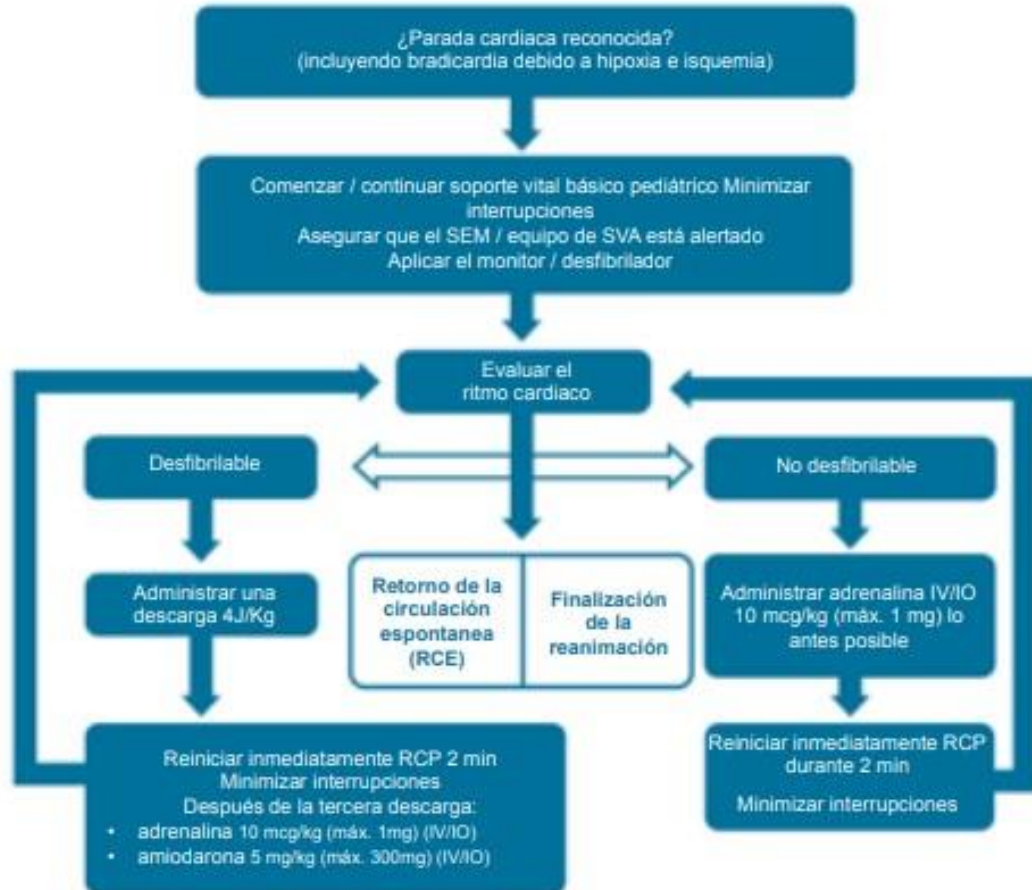 ¿Parada cardiaca reconocida?
(incluyendo bradicardia debido a hipoxia e isquemia)
Comenzar / continuar soporte vital básico pediátrico Minimizar
interrupciones
Asegurar que el SEM / equipo de SVA está alertado
Aplicar el monitor / desfibrilador
Evaluar el
ritmo cardiaco
Desfibrilable
No desfibrilable
Administrar una
descarga 4J/Kg
Retorno de la
circulación
espontanea
(RCE)
Finalización
de la
reanimación
Administrar adrenalina IV/IO
10 mcg/kg (máx. 1 mg) lo
antes posible
Reiniciar inmediatamente RCP 2 min
Minimizar interrupciones
Después de la tercera descarga:
• adrenalina 10 mcg/kg (máx. 1mg) (IV/IO)
• amiodarona 5 mg/kg (máx. 300mg) (IV/IO)
Reiniciar inmediatamente RCP
durante 2 min
Minimizar interrupciones